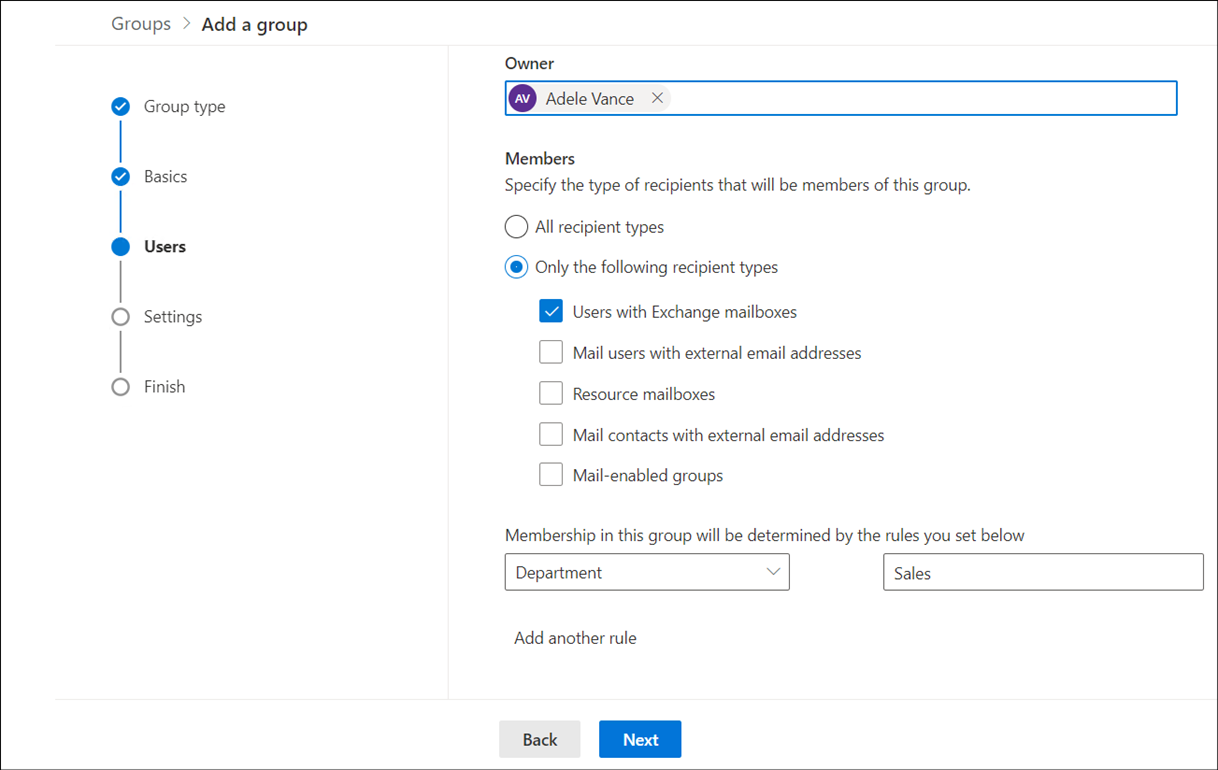 Groups > Add a group
Group type
Basics
Users
Settings
Finish
Owner
AV Adele Vance
Members
Specify the type of recipients that will be members of this group.
All recipient types
Only the following recipient types
Users with Exchange mailboxes
Mail users with external email addresses
Resource mailboxes
Mail contacts with external email addresses
Mail-enabled groups
Membership in this group will be determined by the rules you set below
Department Sales
Add another rule
Back Next